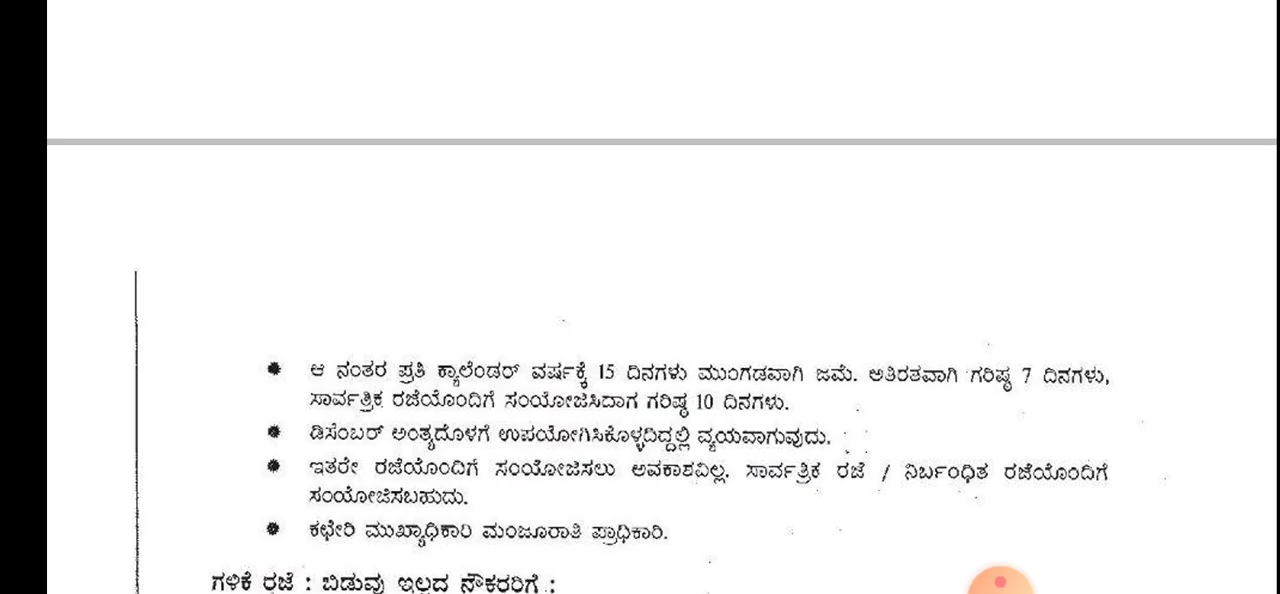 ಆ ನಂತರ ಪ್ರತಿ ಕ್ಯಾಲೆಂಡರ್ ವರ್ಷಕ್ಕೆ 15 ದಿನಗಳು ಮುಂಗಡವಾಗಿ ಜಮೆ. ಅತಿರತವಾಗಿ ಗರಿಷ್ಠ 7 ದಿನಗಳು,
ಸಾರ್ವತ್ರಿಕ ರಜೆಯೊಂದಿಗೆ ಸಂಯೋಜಿಸಿದಾಗ ಗರಿಷ್ಠ 10 ದಿನಗಳು.
ಡಿಸೆಂಬರ್ ಅಂತ್ಯದೊಳಗೆ ಉಪಯೋಗಿಸಿಕೊಳ್ಳದಿದ್ದಲ್ಲಿ ವ್ಯಯವಾಗುವುದು.
ಇತರೇ ರಜೆಯೊಂದಿಗೆ ಸಂಯೋಜಿಸಲು ಅವಕಾಶವಿಲ್ಲ. ಸಾರ್ವತ್ರಿಕ ರಜೆ / ನಿರ್ಬಂಧಿತ ರಜೆಯೊಂದಿಗೆ
ಸಂಯೋಜಿಸಬಹುದು.
ಕಛೇರಿ ಮುಖ್ಯಾಧಿಕಾರಿ ಮಂಜೂರಾತಿ ಪ್ರಾಧಿಕಾರಿ.
ಗಳಿಕೆ ರಜೆ : ಬಿಡುವು ಇಲ್ಲದ ನೌಕರರಿಗೆ :